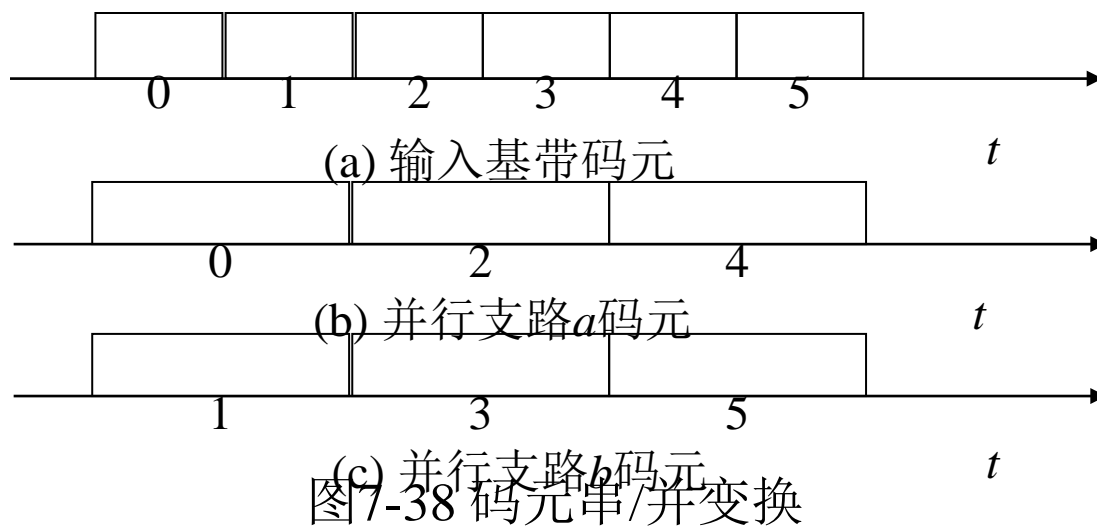 0 1 2 3 4 5
(a) 输入基带码元 t
0 2 4
(b) 并行支路a码元 t
1 3 5
(c) 并行支路b码元 t
图7-38 码元串/并变换